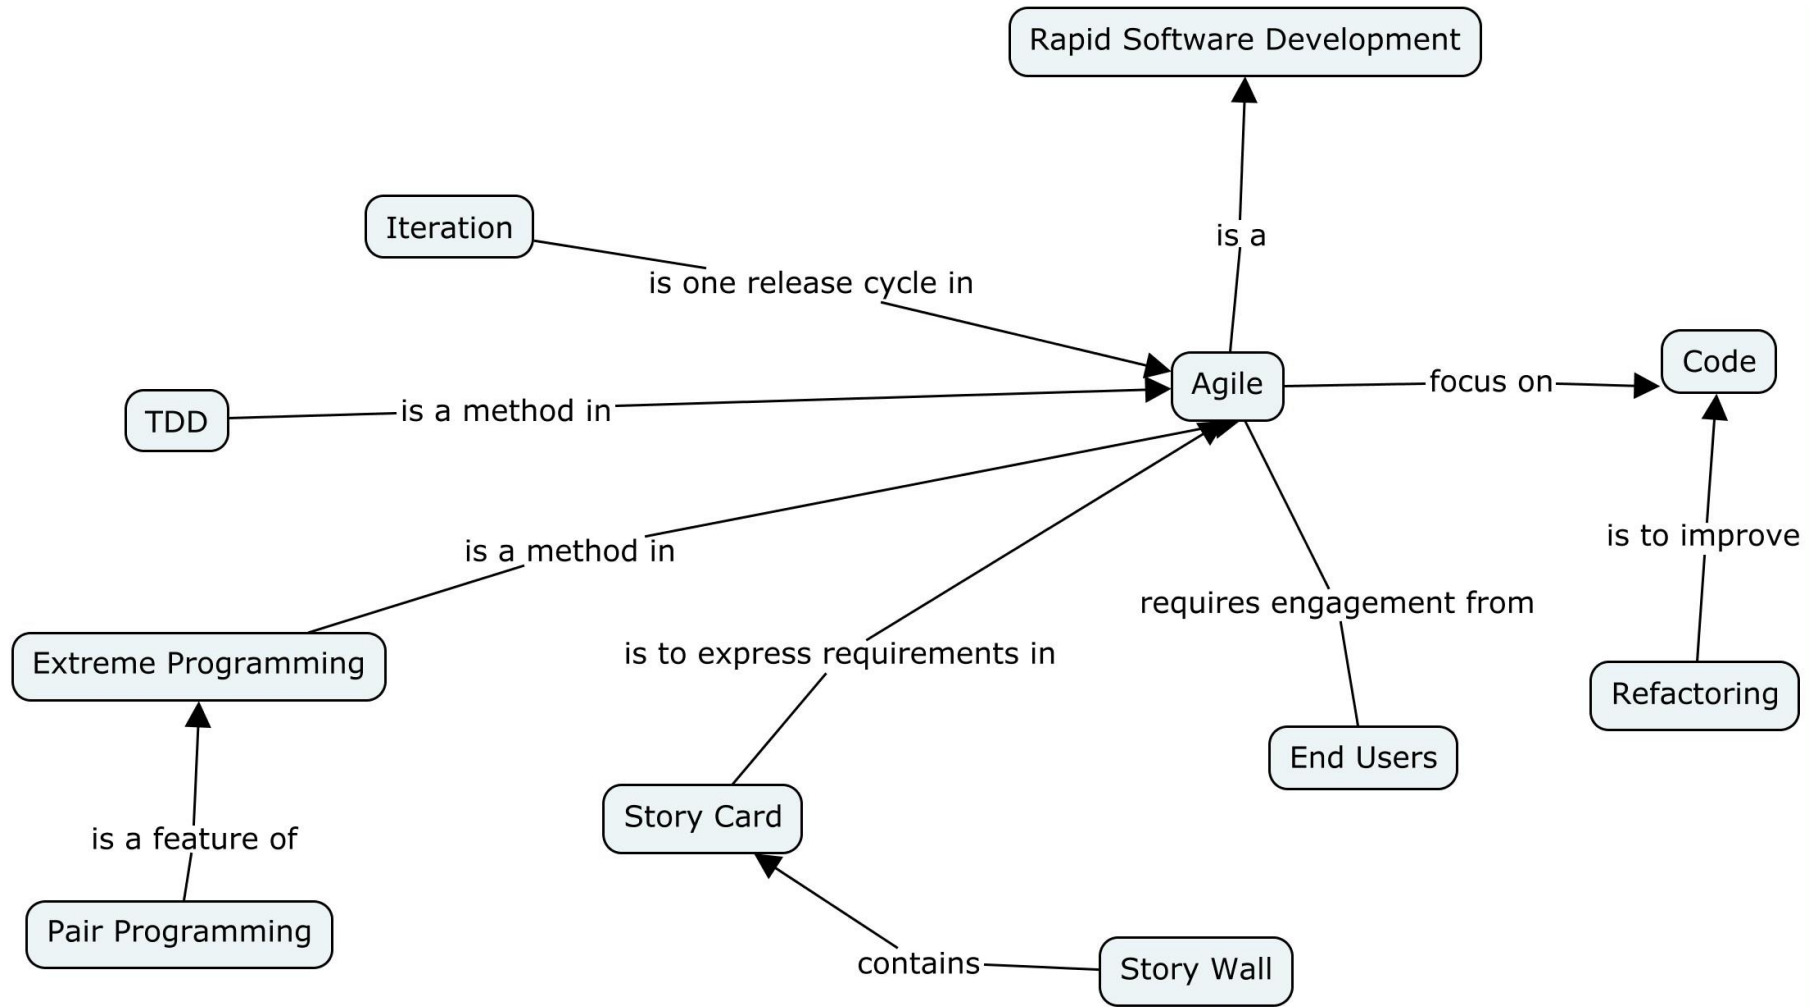 Rapid Software Development
Iteration
is a
is one release cycle in
Code
Agile
focus on
TDD
is a method in
is to improve
is a method in
requires engagement from
is to express requirements in
Extreme Programming
Refactoring
End Users
Story Card
is a feature of
Pair Programming
contains
Story Wall